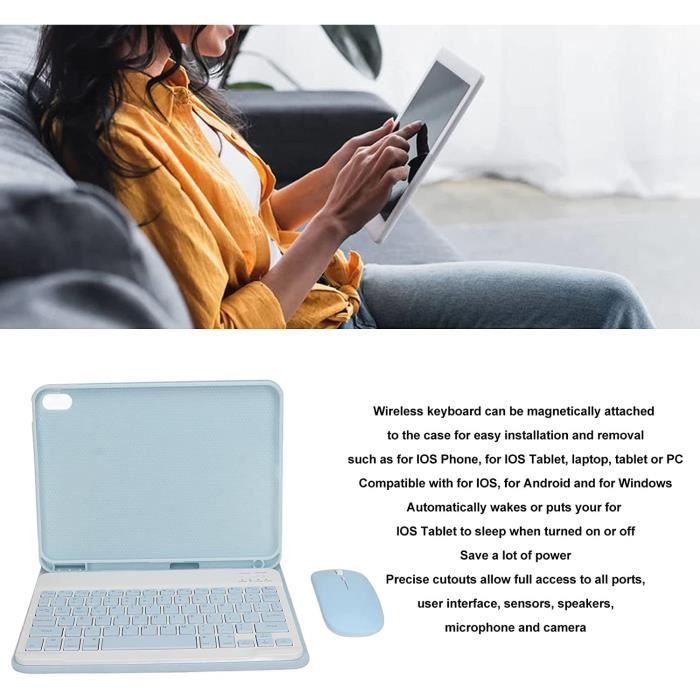 Wireless keyboard can be magnetically attached
to the case for easy installation and removal
such as for IOS Phone, for IOS Tablet, laptop, tablet or PC
Compatible with for IOS, for Android and for Windows
Automatically wakes or puts your for
IOS Tablet to sleep when turned on or off
Save a lot of power
Precise cutouts allow full access to all ports,
user interface, sensors, speakers,
microphone and camera